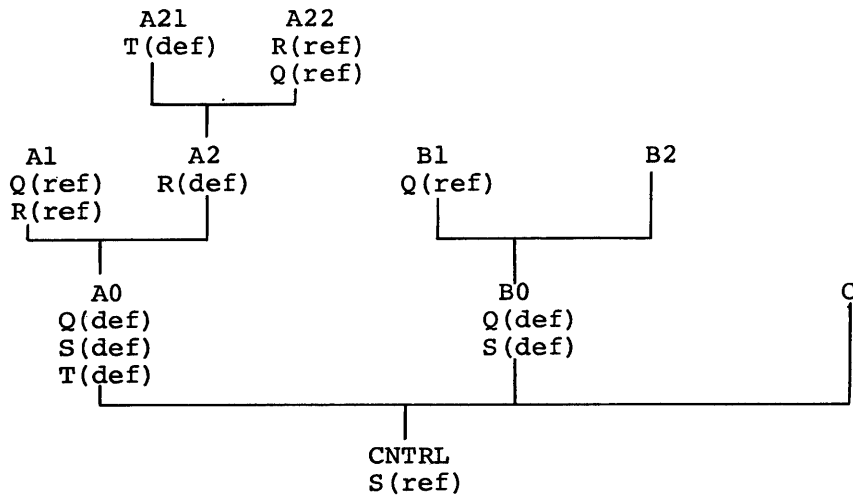 A21 A22
T(def) R(ref)
Q(ref)
A1 A2 B1 B2
Q(ref) R(def) Q(ref)
R(ref)
A0 B0 C
Q(def) Q(def)
S(def) S(def)
T(def)
CNTRL
S(ref)